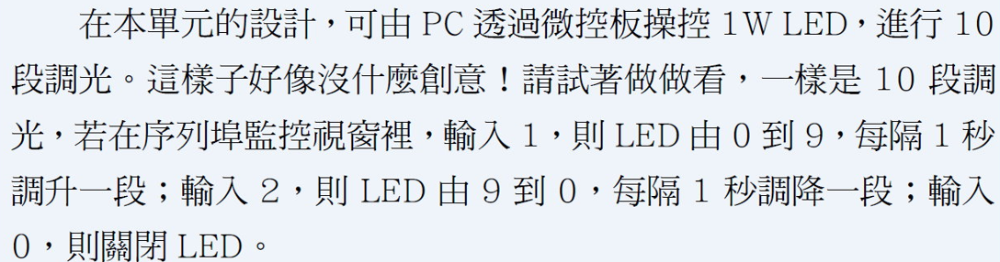 在本單元的設計，可由 PC 透過微控板操控 1W LED，進行 10
段調光。這樣子好像沒什麼創意！請試著做做看，一樣是 10 段調
光，若在序列埠監控視窗裡，輸入 1，則 LED 由 0 到 9，每隔 1 秒
調升一段；輸入 2，則 LED 由 9 到 0，每隔 1 秒調降一段；輸入
0，則關閉 LED。